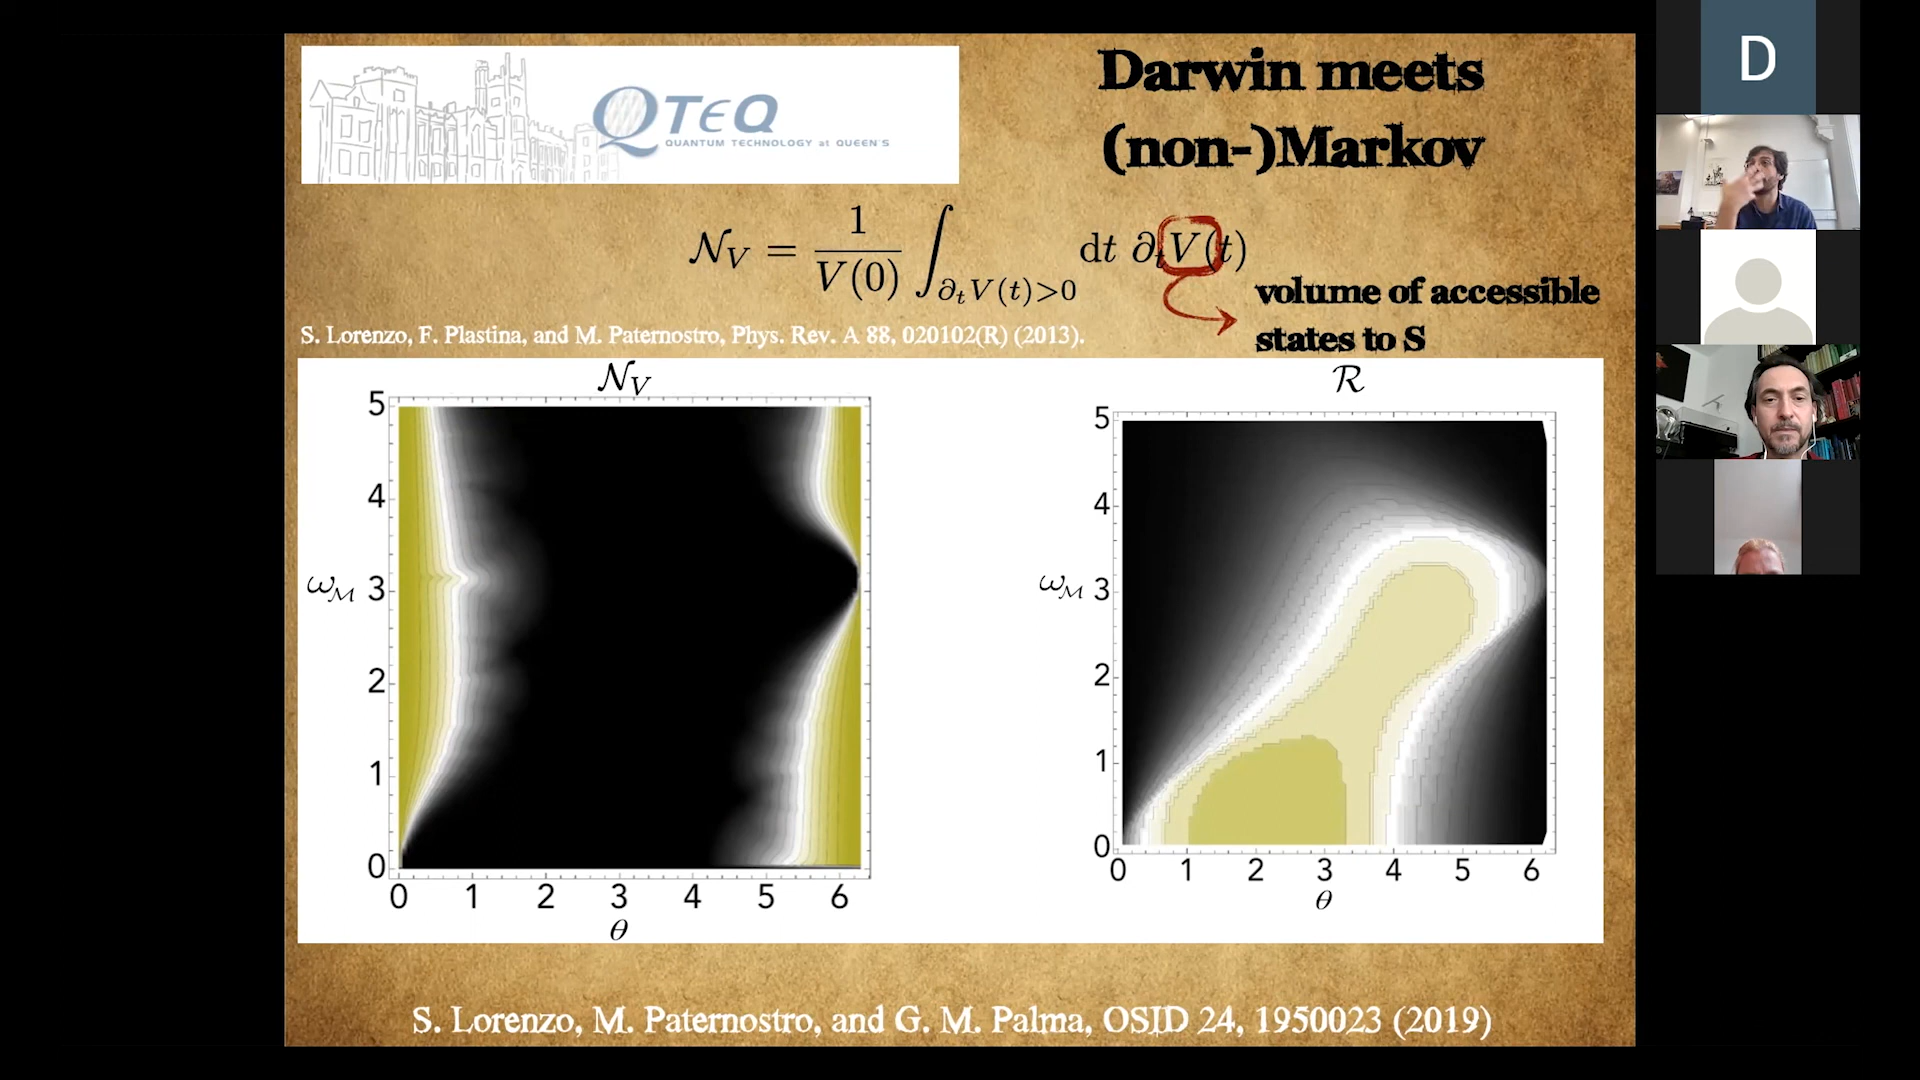 QTeQ
QUANTUM TECHNOLOGY at QUEEN'S
Darwin meets
(non-)Markov
𝒩_V = 1/V(0) ∫_{∂_t V(t)>0} dt ∂_t V(t)
volume of accessible
states to S
S. Lorenzo, F. Plastina, and M. Paternostro, Phys. Rev. A 88, 020102(R) (2013).
𝒩_V
5
4
ω_ℳ 3
2
1
0
0 1 2 3 4 5 6
θ
ℛ
5
4
ω_ℳ 3
2
1
0
0 1 2 3 4 5 6
θ
S. Lorenzo, M. Paternostro, and G. M. Palma, OSID 24, 1950023 (2019)
D